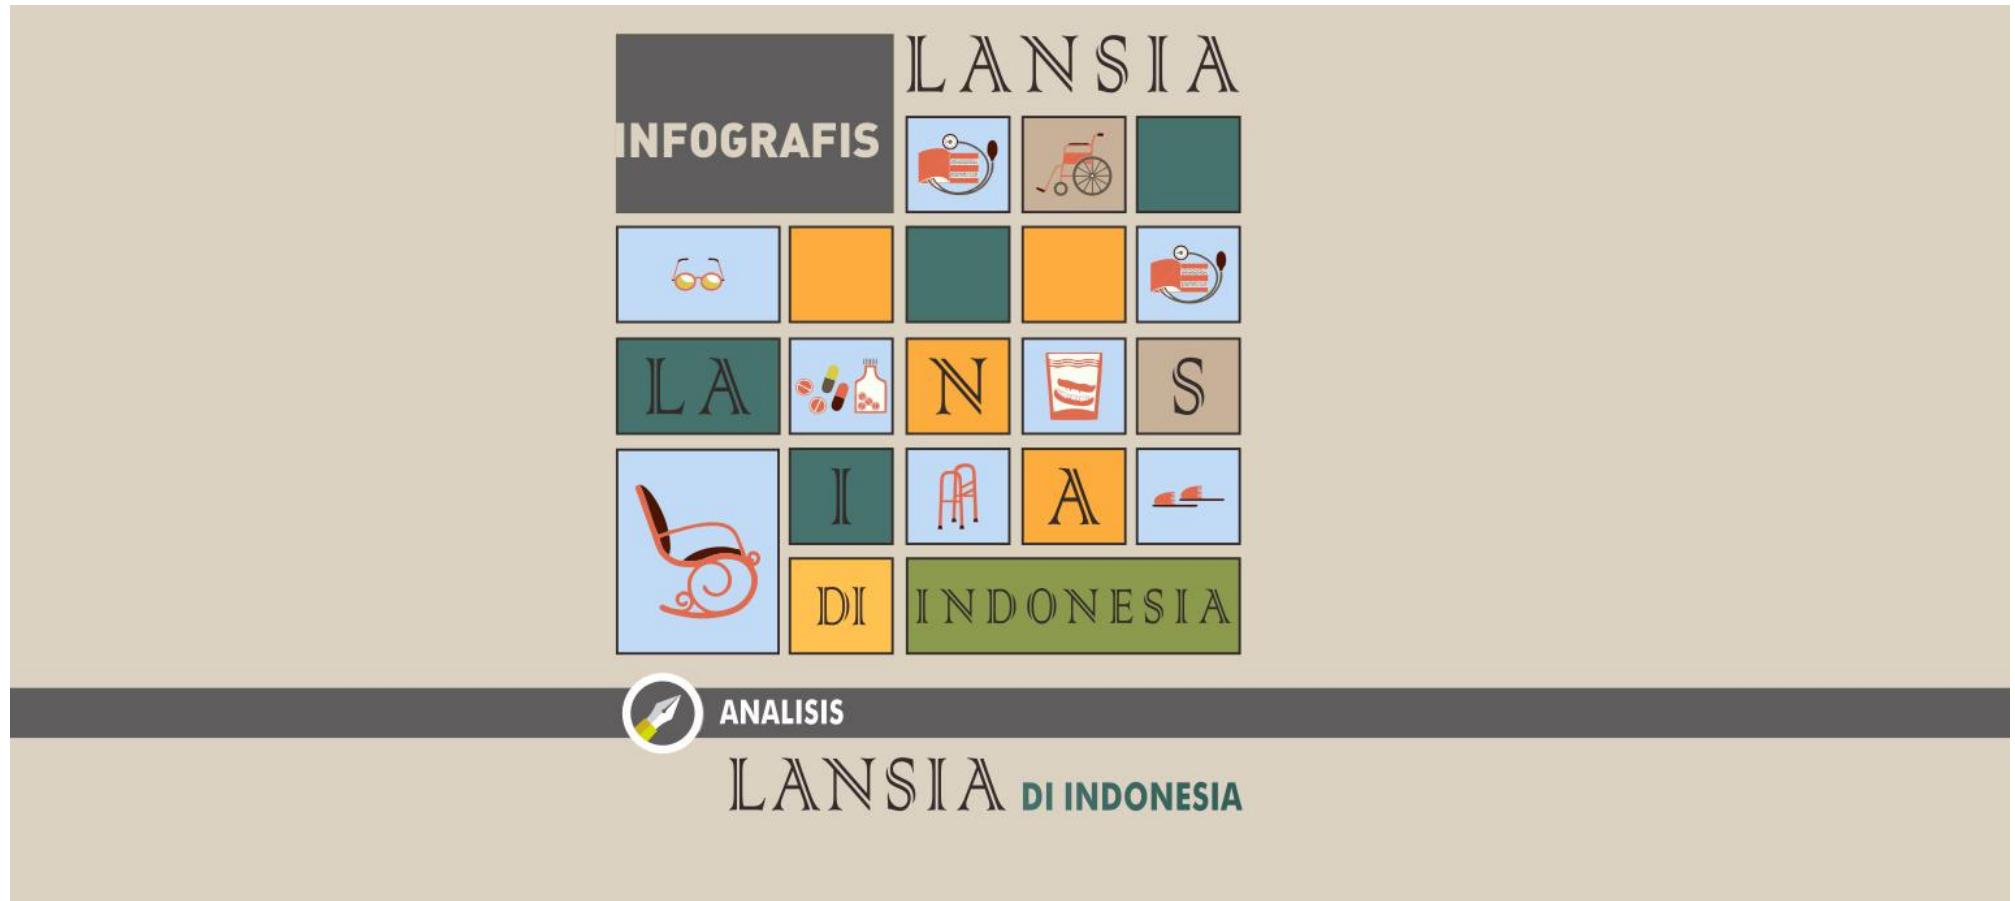 LANSIA
INFOGRAFIS
LA N S
I A
DI INDONESIA
ANALISIS
LANSIA DI INDONESIA